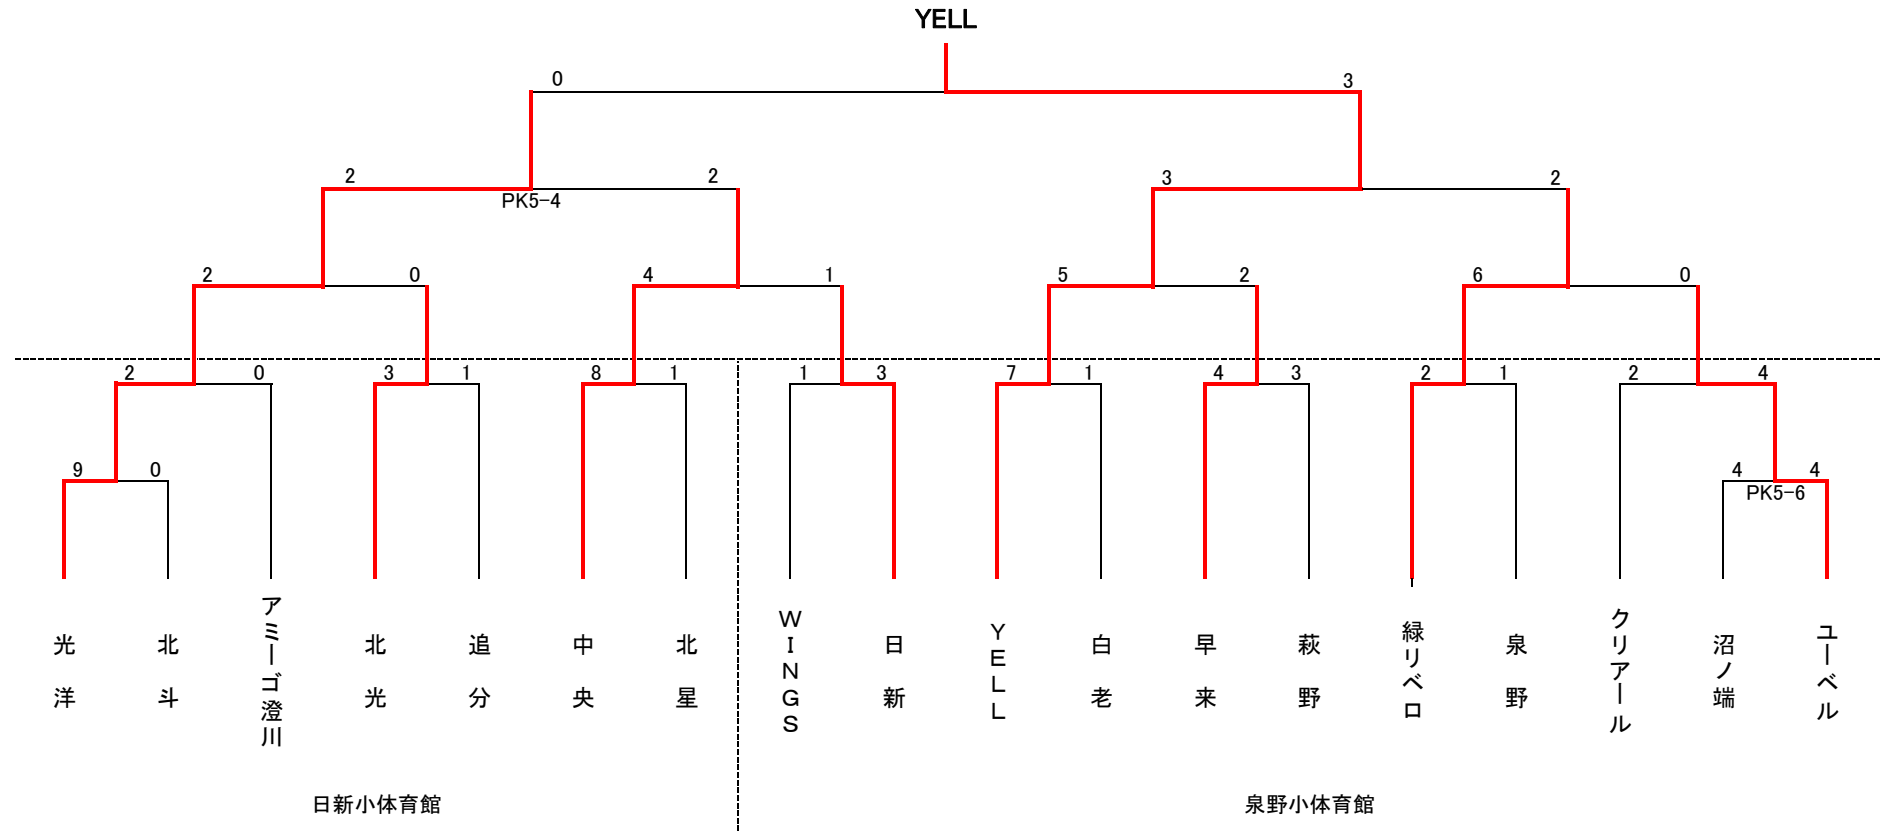 YELL
0 3
2 2 3 2
PK5-4
2 0 4 1 5 2 6 0
2 0 3 1 8 1 1 3 7 1 4 3 2 1 2 4
9 0 4 4
PK5-6
光洋
北斗
アミーゴ澄川
北光
追分
中央
北星
WINGS
日新
YELL
白老
早来
萩野
緑リベロ
泉野
クリアール
沼ノ端
ユーベル
日新小体育館
泉野小体育館